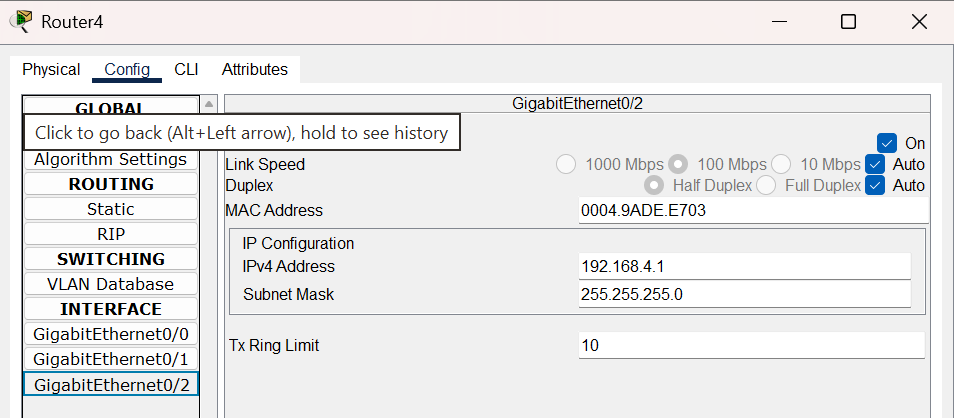 Router4
Physical Config CLI Attributes
GLOBAL
Click to go back (Alt+Left arrow), hold to see history
Algorithm Settings
ROUTING
Static
RIP
SWITCHING
VLAN Database
INTERFACE
GigabitEthernet0/0
GigabitEthernet0/1
GigabitEthernet0/2
GigabitEthernet0/2
On
Link Speed 1000 Mbps 100 Mbps 10 Mbps Auto
Duplex Half Duplex Full Duplex Auto
MAC Address 0004.9ADE.E703
IP Configuration
IPv4 Address 192.168.4.1
Subnet Mask 255.255.255.0
Tx Ring Limit 10